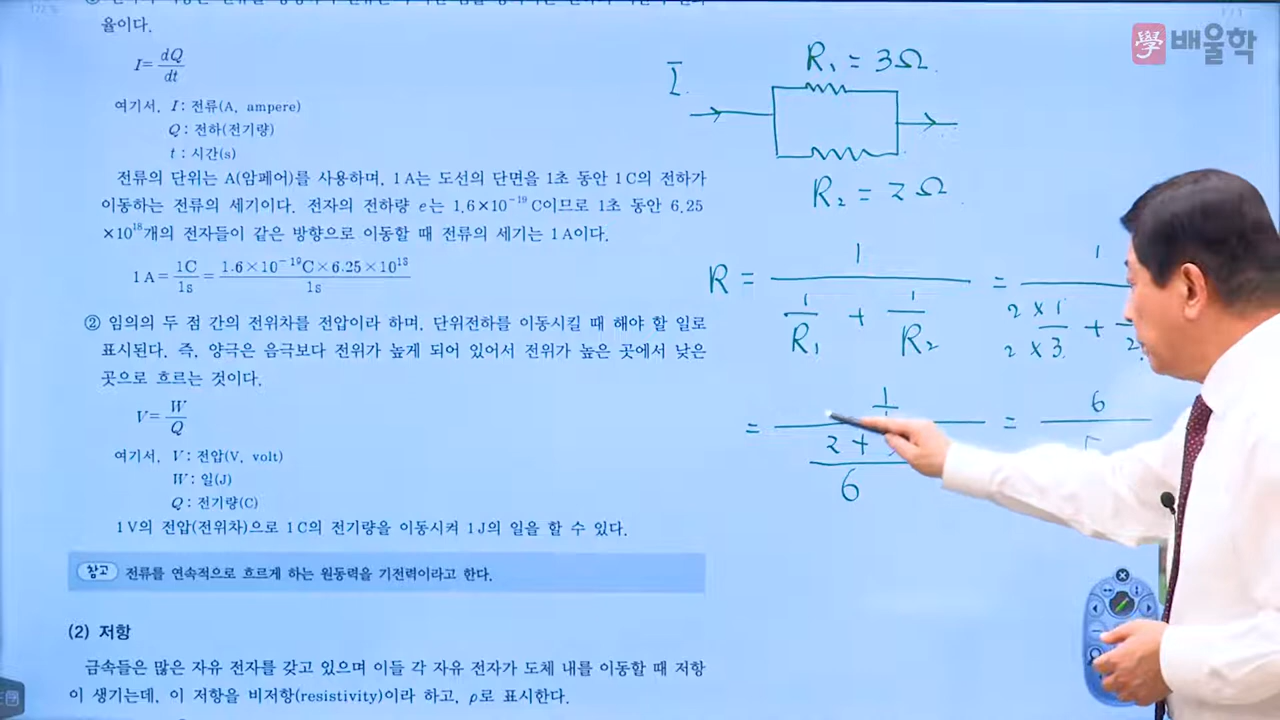 율이다.
I=dQ/dt
여기서, I : 전류(A, ampere)
Q : 전하(전기량)
t : 시간(s)
전류의 단위는 A(암페어)를 사용하며, 1A는 도선의 단면을 1초 동안 1C의 전하가
이동하는 전류의 세기이다. 전자의 전하량 e는 1.6×10⁻¹⁹C이므로 1초 동안 6.25
×10¹⁸개의 전자들이 같은 방향으로 이동할 때 전류의 세기는 1A이다.
1A=1C/1s=1.6×10⁻¹⁹C×6.25×10¹⁸/1s
② 임의의 두 점 간의 전위차를 전압이라 하며, 단위전하를 이동시킬 때 해야 할 일로
표시된다. 즉, 양극은 음극보다 전위가 높게 되어 있어서 전위가 높은 곳에서 낮은
곳으로 흐르는 것이다.
V=W/Q
여기서, V : 전압(V, volt)
W : 일(J)
Q : 전기량(C)
1V의 전압(전위차)으로 1C의 전기량을 이동시켜 1J의 일을 할 수 있다.
참고 전류를 연속적으로 흐르게 하는 원동력을 기전력이라고 한다.
(2) 저항
금속들은 많은 자유 전자를 갖고 있으며 이들 각 자유 전자가 도체 내를 이동할 때 저항
이 생기는데, 이 저항을 비저항(resistivity)이라 하고, ρ로 표시한다.
學 배울학
I
R₁ = 3Ω
R₂ = 2Ω
R = 1/(1/R₁ + 1/R₂) = 1/(2×1/2×3 +
= 1/(2+ /6) = 6/5